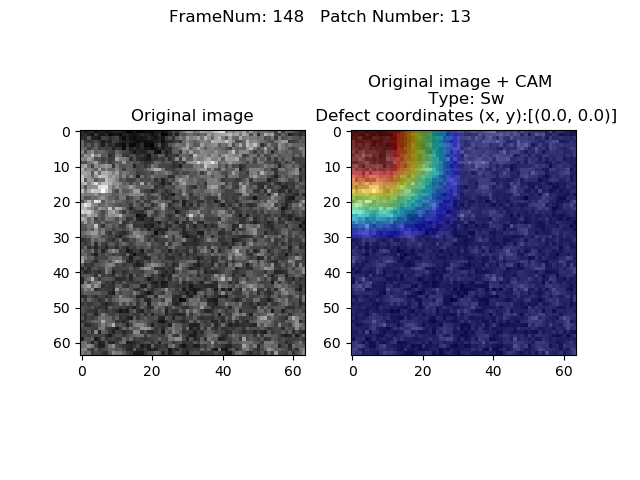 FrameNum: 148   Patch Number: 13
Original image
0
10
20
30
40
50
60
0 20 40 60
Original image + CAM
Type: Sw
Defect coordinates (x, y):[(0.0, 0.0)]
0
10
20
30
40
50
60
0 20 40 60